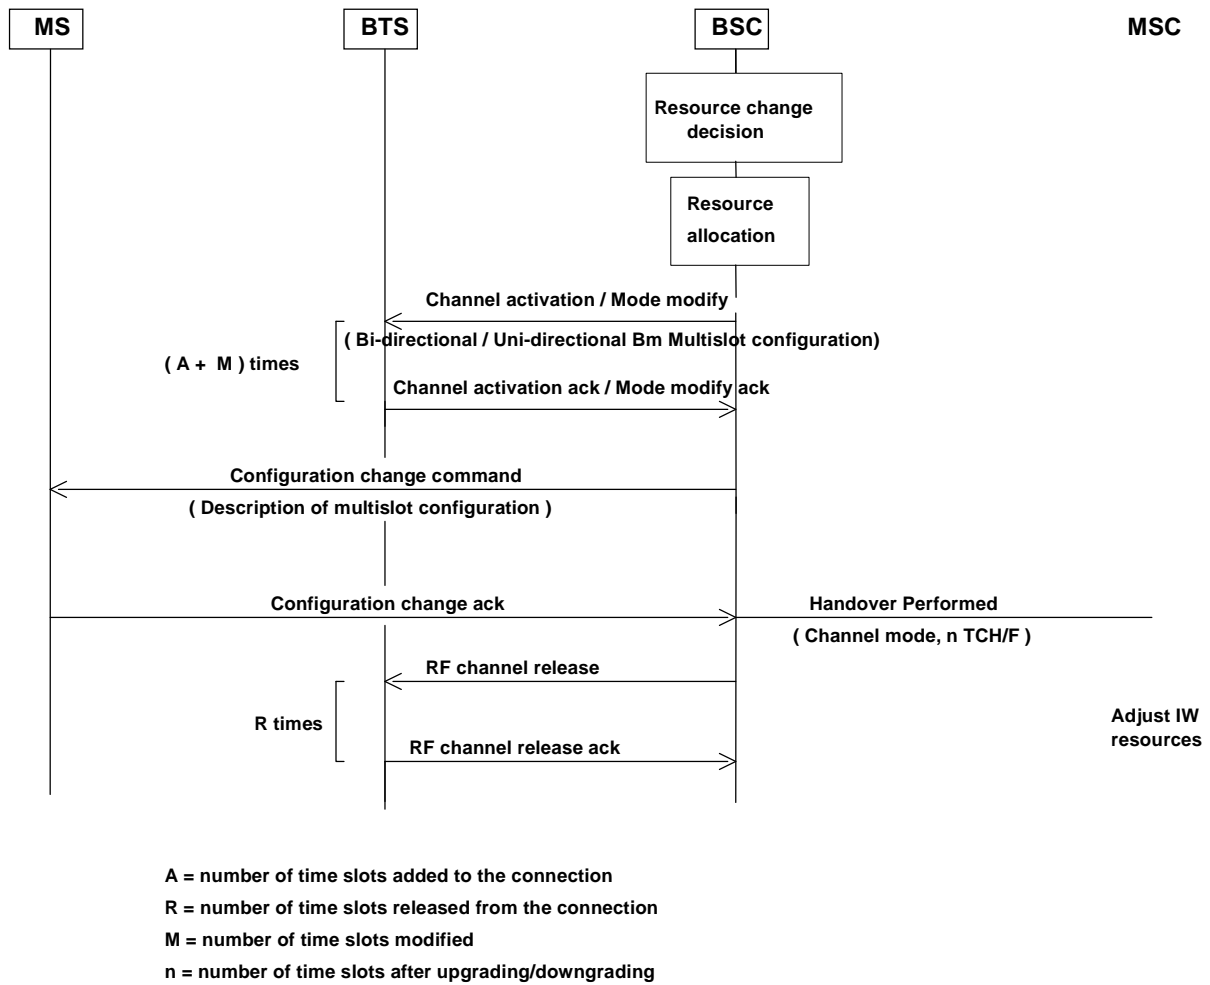 MS BTS BSC MSC
Resource change
decision
Resource
allocation
Channel activation / Mode modify
( Bi-directional / Uni-directional Bm Multislot configuration)
( A + M ) times
Channel activation ack / Mode modify ack
Configuration change command
( Description of multislot configuration )
Configuration change ack
Handover Performed
( Channel mode, n TCH/F )
RF channel release
R times
RF channel release ack
Adjust IW
resources
A = number of time slots added to the connection
R = number of time slots released from the connection
M = number of time slots modified
n = number of time slots after upgrading/downgrading